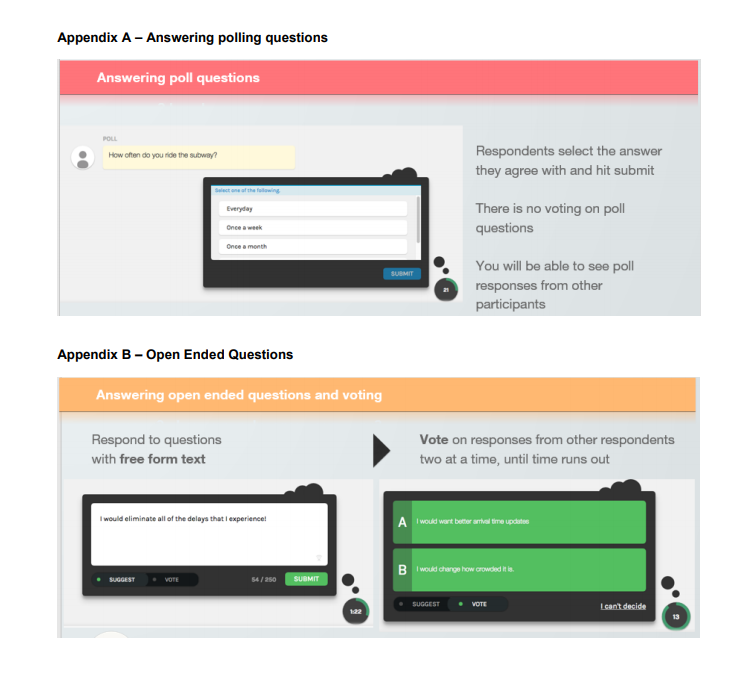 Appendix A – Answering polling questions
Answering poll questions
POLL
How often do you ride the subway?
Select one of the following.
Everyday
Once a week
Once a month
SUBMIT
21
Respondents select the answer
they agree with and hit submit
There is no voting on poll
questions
You will be able to see poll
responses from other
participants
Appendix B – Open Ended Questions
Answering open ended questions and voting
Respond to questions
with free form text
I would eliminate all of the delays that I experience!
SUGGEST VOTE 54 / 250 SUBMIT
1:22
Vote on responses from other respondents
two at a time, until time runs out
A I would want better arrival time updates
B I would change how crowded it is.
SUGGEST VOTE I can't decide
13